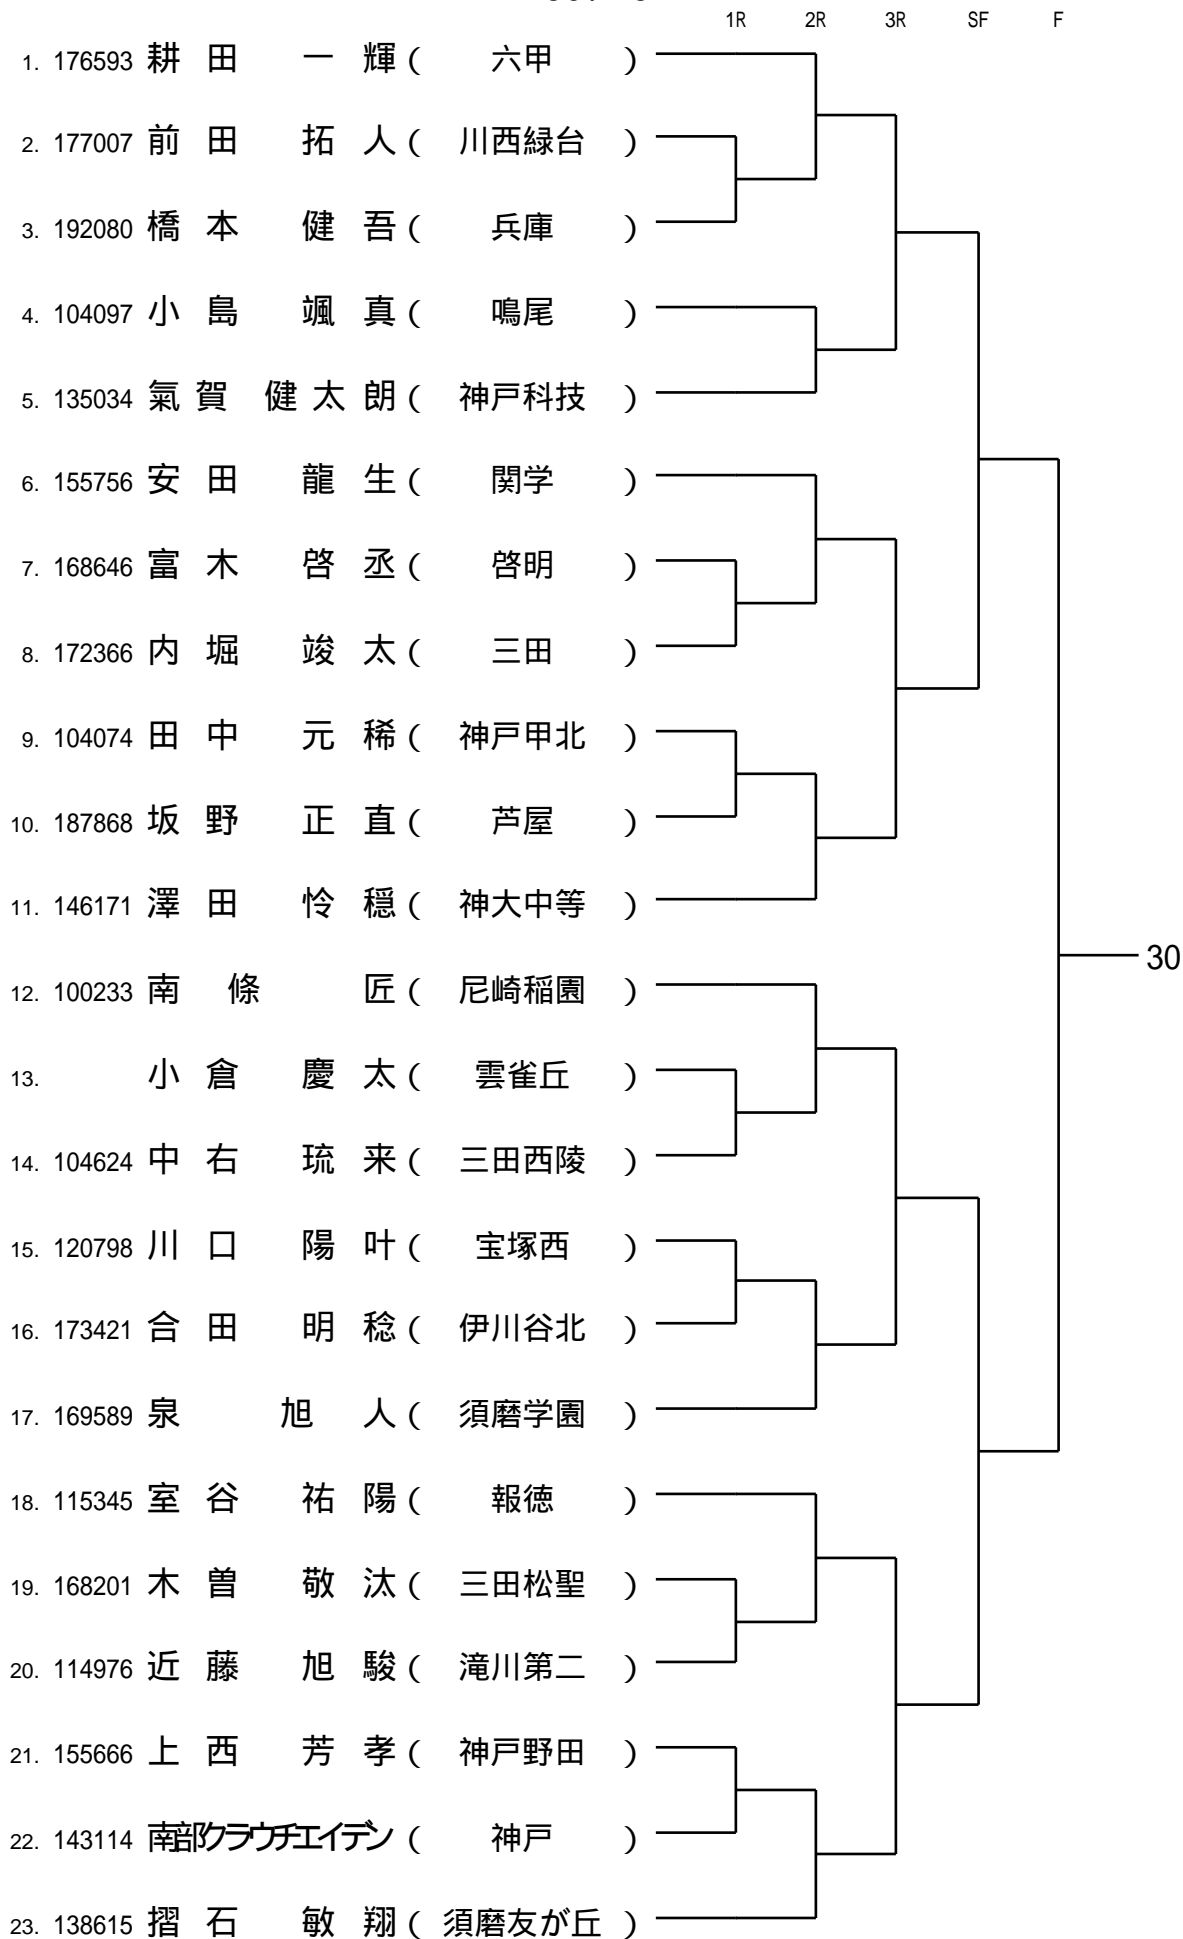 1R 2R 3R SF F
1. 176593 耕田 一輝 ( 六甲 )
2. 177007 前田 拓人 ( 川西緑台 )
3. 192080 橋本 健吾 ( 兵庫 )
4. 104097 小島 颯真 ( 鳴尾 )
5. 135034 氣賀 健太朗 ( 神戸科技 )
6. 155756 安田 龍生 ( 関学 )
7. 168646 富木 啓丞 ( 啓明 )
8. 172366 内堀 竣太 ( 三田 )
9. 104074 田中 元稀 ( 神戸甲北 )
10. 187868 坂野 正直 ( 芦屋 )
11. 146171 澤田 怜穏 ( 神大中等 )
30
12. 100233 南條 匠 ( 尼崎稲園 )
13. 小倉 慶太 ( 雲雀丘 )
14. 104624 中右 琉来 ( 三田西陵 )
15. 120798 川口 陽叶 ( 宝塚西 )
16. 173421 合田 明稔 ( 伊川谷北 )
17. 169589 泉 旭人 ( 須磨学園 )
18. 115345 室谷 祐陽 ( 報徳 )
19. 168201 木曽 敬汰 ( 三田松聖 )
20. 114976 近藤 旭駿 ( 滝川第二 )
21. 155666 上西 芳孝 ( 神戸野田 )
22. 143114 南部クラウチエイデン ( 神戸 )
23. 138615 摺石 敏翔 ( 須磨友が丘 )